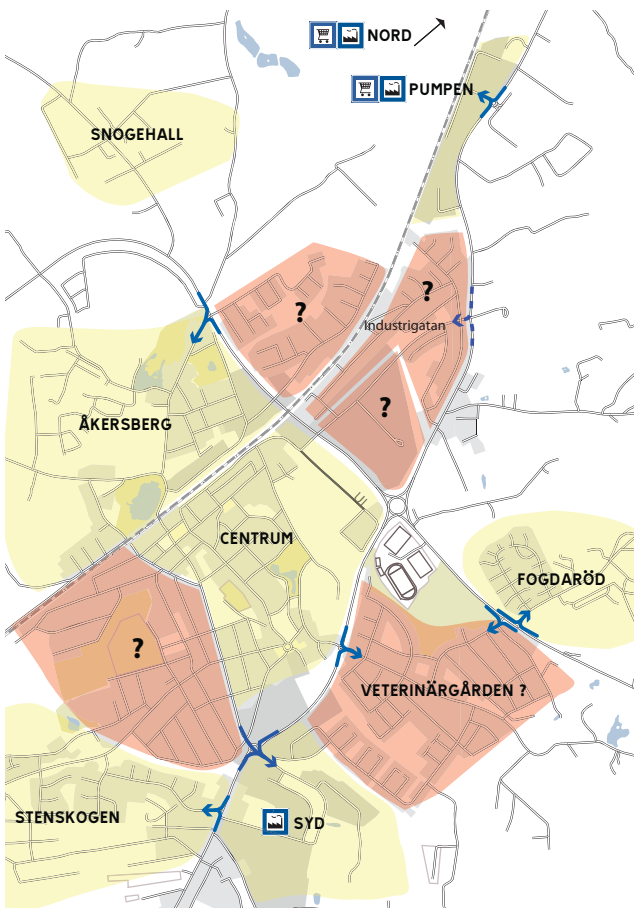 NORD
PUMPEN
SNOGEHALL
?
?
Industrigatan
?
ÅKERSBERG
CENTRUM
FOGDARÖD
?
VETERINÄRGÅRDEN ?
STENSKOGEN
SYD